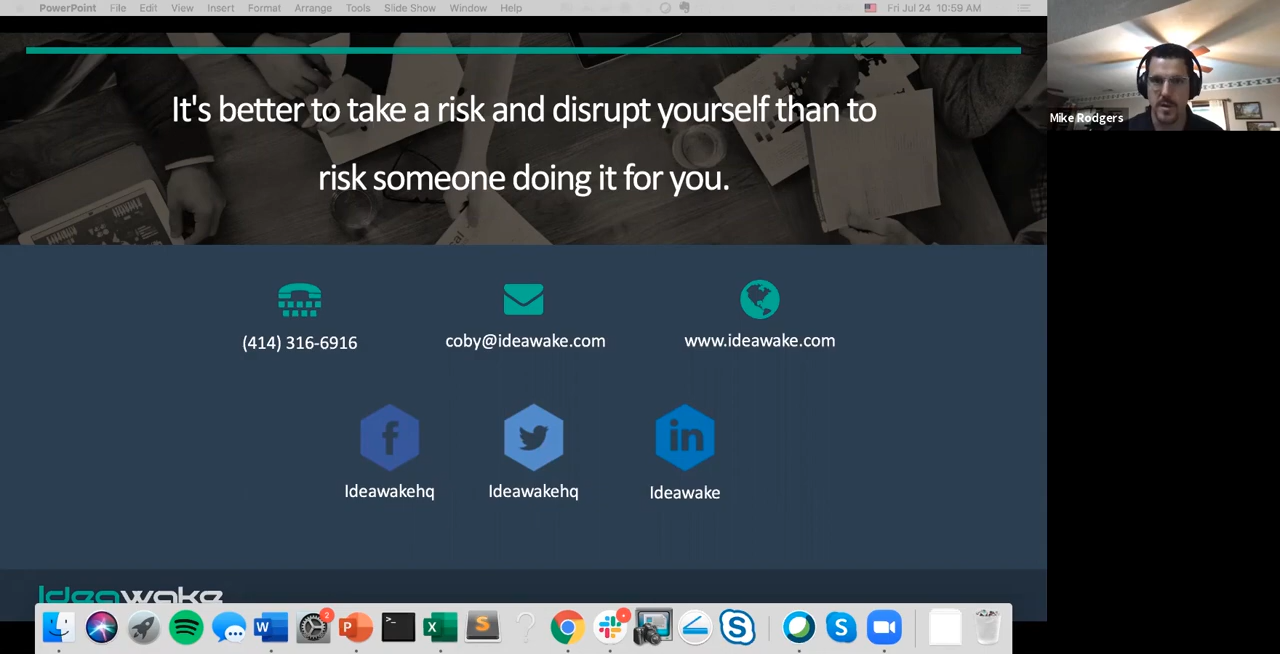 PowerPoint File Edit View Insert Format Arrange Tools Slide Show Window Help Fri Jul 24 10:59 AM
Mike Rodgers
It's better to take a risk and disrupt yourself than to
risk someone doing it for you.
(414) 316-6916 coby@ideawake.com www.ideawake.com
Ideawakehq Ideawakehq Ideawake
Ideawake